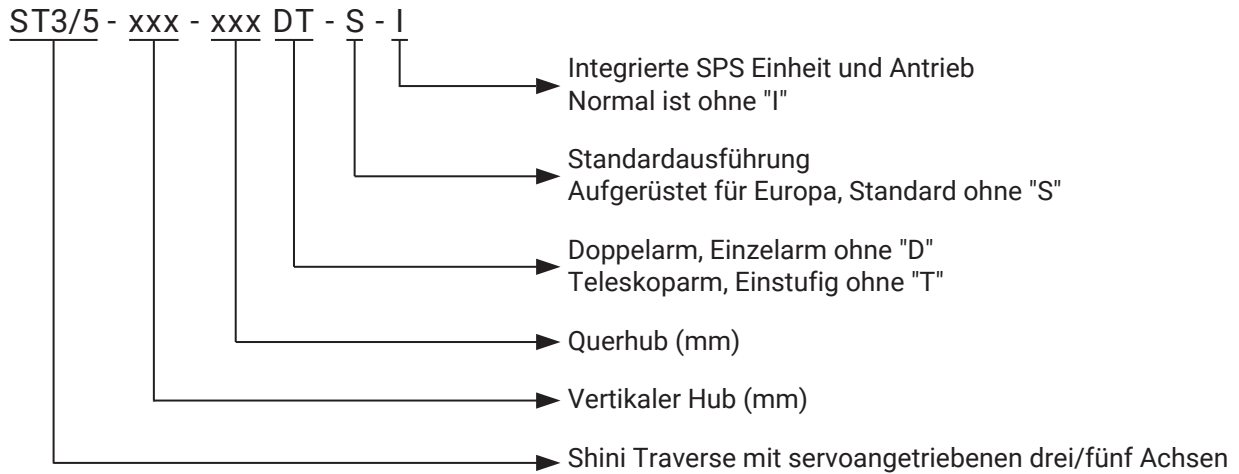 ST3/5 - xxx - xxx DT - S - I
Integrierte SPS Einheit und Antrieb
Normal ist ohne "I"
Standardausführung
Aufgerüstet für Europa, Standard ohne "S"
Doppelarm, Einzelarm ohne "D"
Teleskoparm, Einstufig ohne "T"
Querhub (mm)
Vertikaler Hub (mm)
Shini Traverse mit servoangetriebenen drei/fünf Achsen